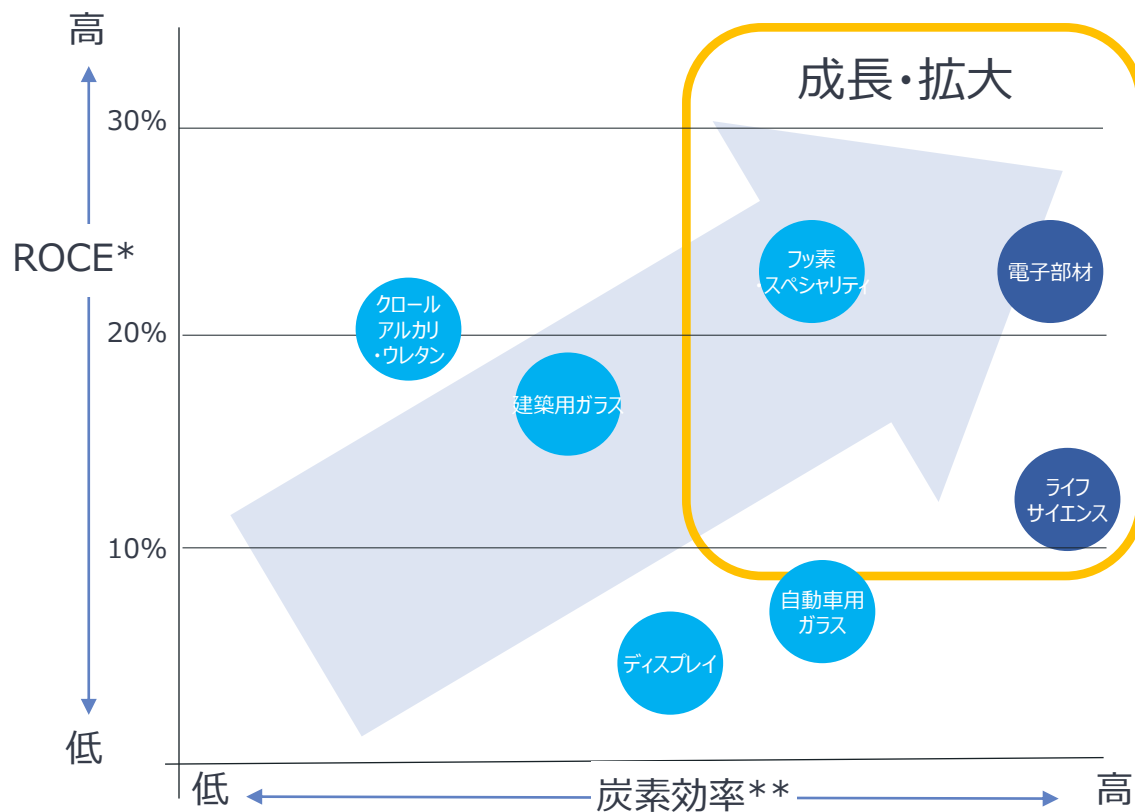 高
成長・拡大
30%
ROCE*
フッ素
・スペシャリティ
電子部材
クロール
アルカリ
・ウレタン
20%
建築用ガラス
ライフ
サイエンス
10%
自動車用
ガラス
ディスプレイ
低
低
炭素効率**
高